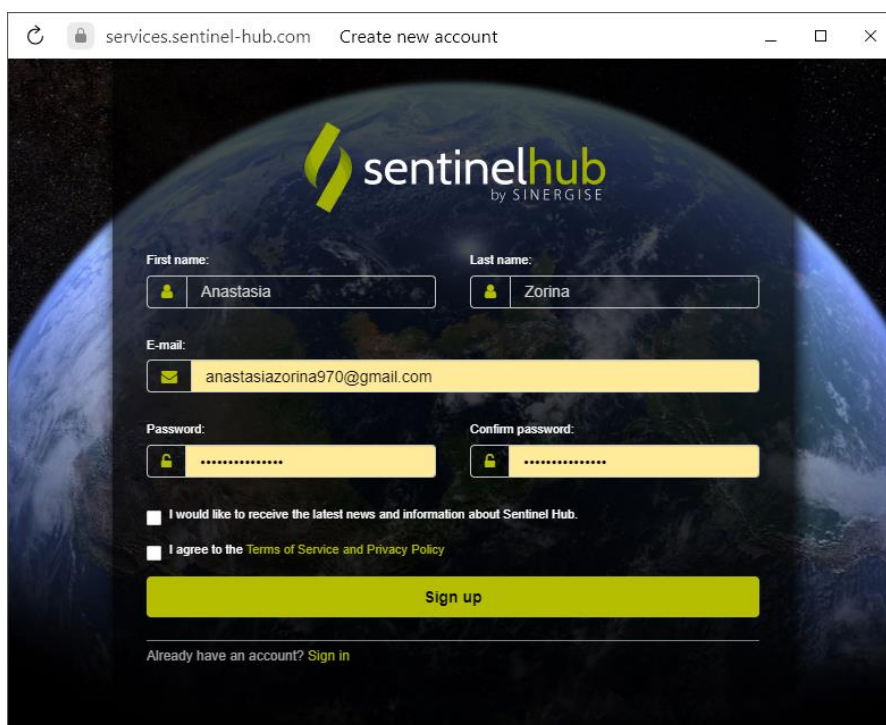 services.sentinel-hub.com Create new account
sentinelhub
by SINERGISE
First name: Last name:
Anastasia Zorina
E-mail:
anastasiazorina970@gmail.com
Password: Confirm password:
••••••••••••••• •••••••••••••••
I would like to receive the latest news and information about Sentinel Hub.
I agree to the Terms of Service and Privacy Policy
Sign up
Already have an account? Sign in